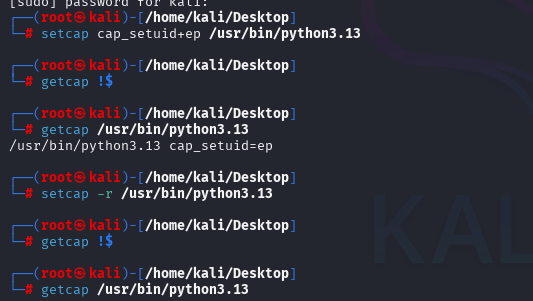 [sudo] password for kali:
┌──(root㉿kali)-[/home/kali/Desktop]
└─# setcap cap_setuid+ep /usr/bin/python3.13
┌──(root㉿kali)-[/home/kali/Desktop]
└─# getcap !$
┌──(root㉿kali)-[/home/kali/Desktop]
└─# getcap /usr/bin/python3.13
/usr/bin/python3.13 cap_setuid=ep
┌──(root㉿kali)-[/home/kali/Desktop]
└─# setcap -r /usr/bin/python3.13
┌──(root㉿kali)-[/home/kali/Desktop]
└─# getcap !$
┌──(root㉿kali)-[/home/kali/Desktop]
└─# getcap /usr/bin/python3.13
KAL